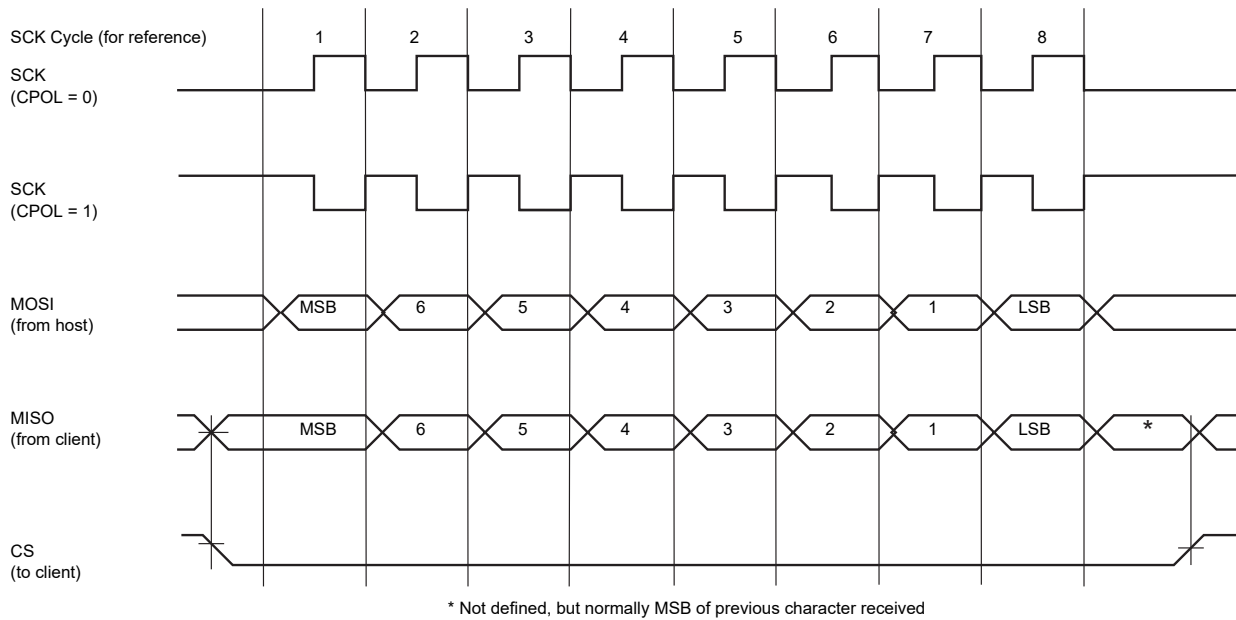 SCK Cycle (for reference) 1 2 3 4 5 6 7 8
SCK
(CPOL = 0)
SCK
(CPOL = 1)
MOSI
(from host)
MSB 6 5 4 3 2 1 LSB
MISO
(from client)
MSB 6 5 4 3 2 1 LSB *
CS
(to client)
* Not defined, but normally MSB of previous character received